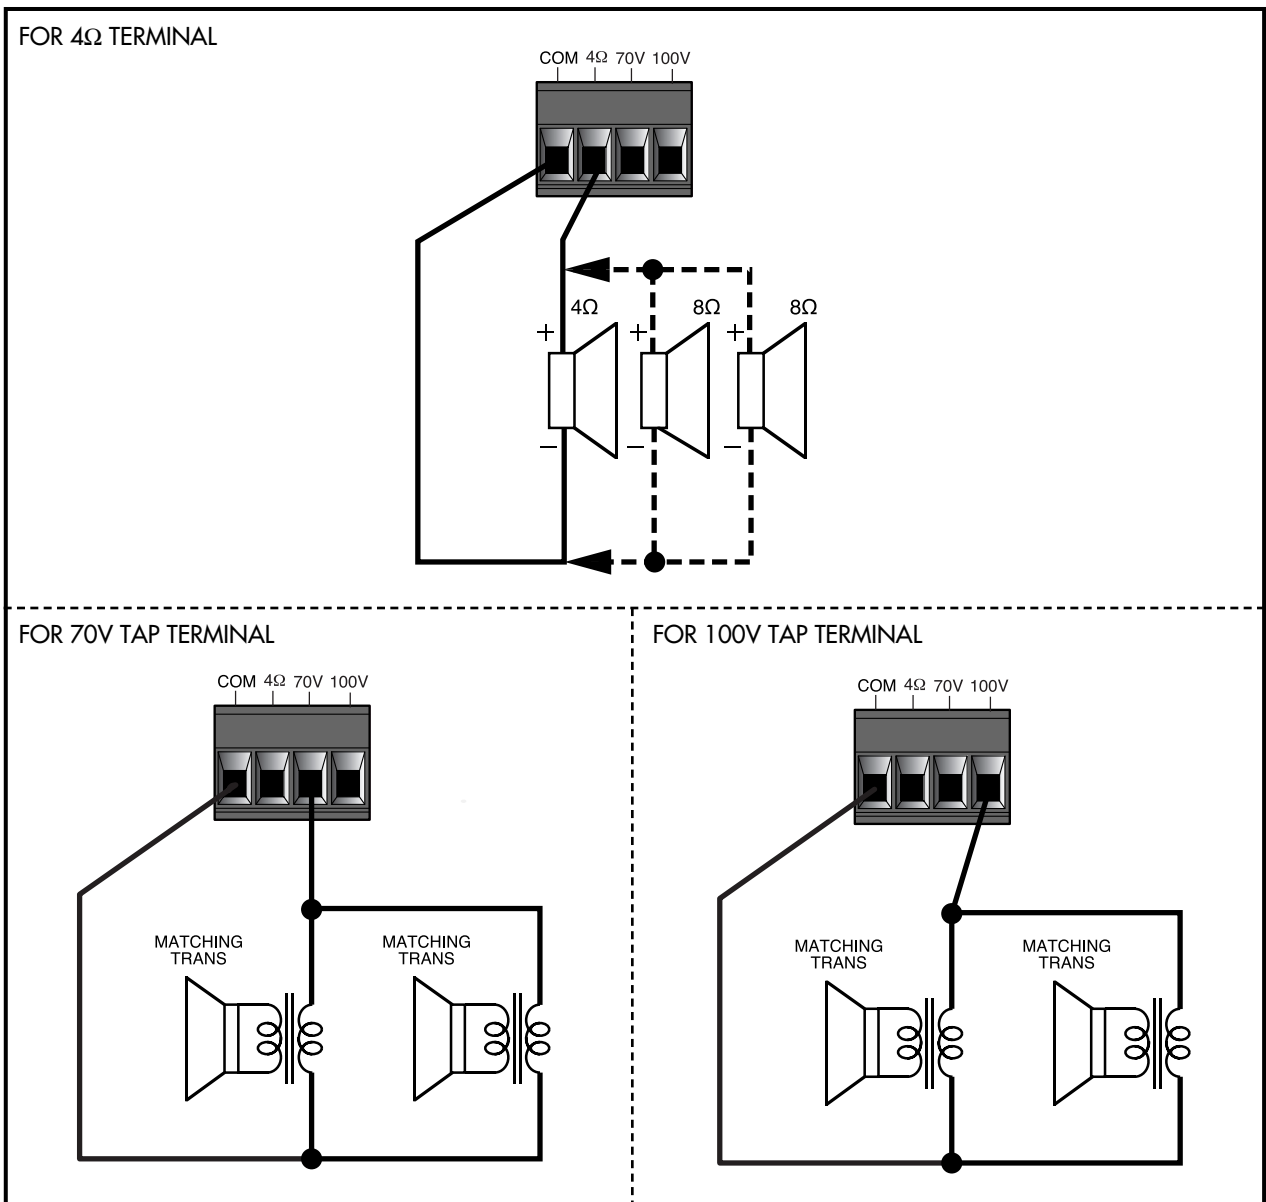 FOR 4Ω TERMINAL
COM 4Ω 70V 100V
4Ω 8Ω 8Ω
+ + +
– – –
FOR 70V TAP TERMINAL
COM 4Ω 70V 100V
MATCHING
TRANS
MATCHING
TRANS
FOR 100V TAP TERMINAL
COM 4Ω 70V 100V
MATCHING
TRANS
MATCHING
TRANS